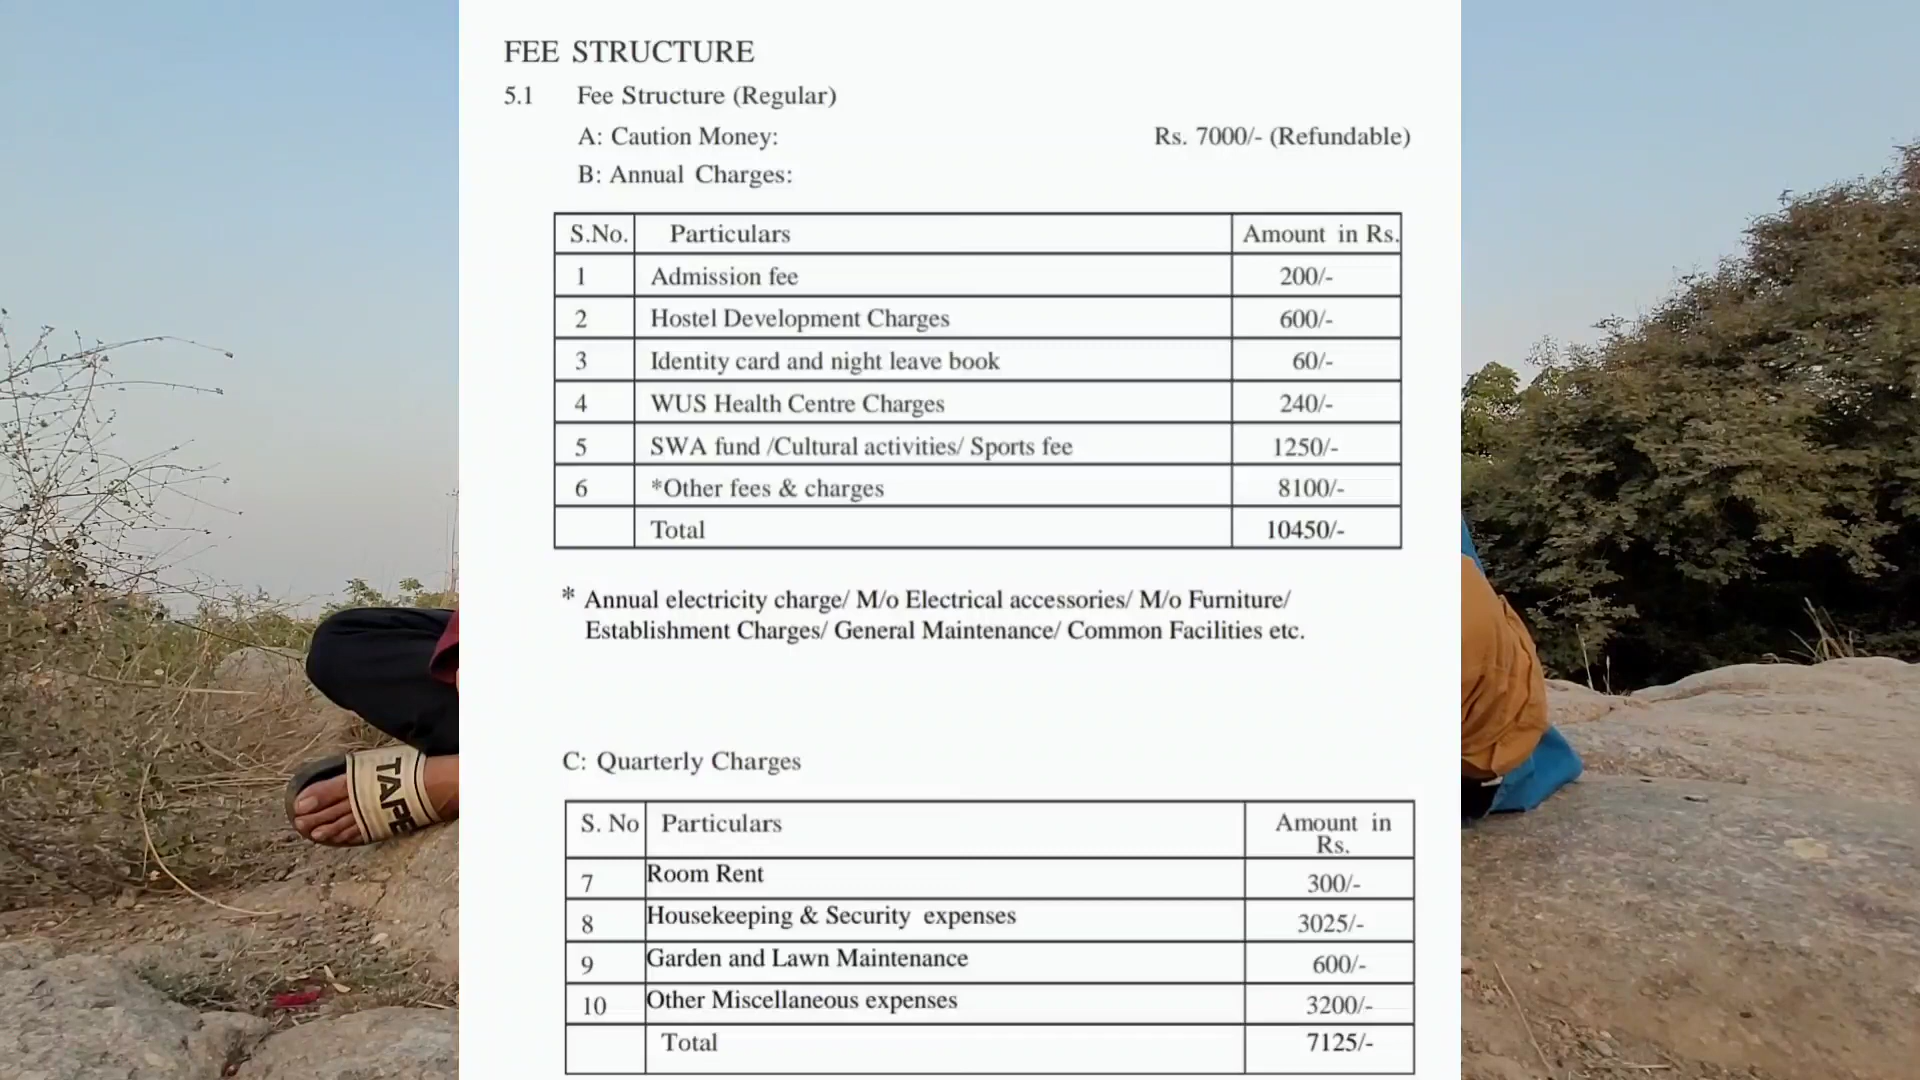 FEE STRUCTURE
5.1 Fee Structure (Regular)
A: Caution Money: Rs. 7000/- (Refundable)
B: Annual Charges:
S.No. Particulars Amount in Rs.
1 Admission fee 200/-
2 Hostel Development Charges 600/-
3 Identity card and night leave book 60/-
4 WUS Health Centre Charges 240/-
5 SWA fund /Cultural activities/ Sports fee 1250/-
6 *Other fees & charges 8100/-
Total 10450/-
* Annual electricity charge/ M/o Electrical accessories/ M/o Furniture/
Establishment Charges/ General Maintenance/ Common Facilities etc.
C: Quarterly Charges
S. No Particulars Amount in
Rs.
7 Room Rent 300/-
8 Housekeeping & Security expenses 3025/-
9 Garden and Lawn Maintenance 600/-
10 Other Miscellaneous expenses 3200/-
Total 7125/-